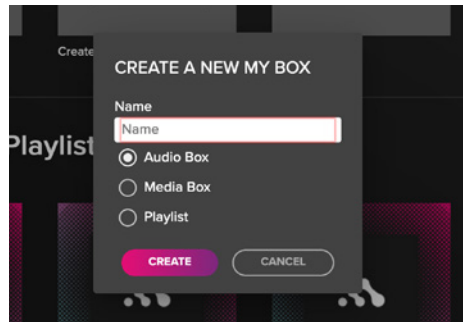 Create
CREATE A NEW MY BOX
Name
Name
Playlist
Audio Box
Media Box
Playlist
CREATE
CANCEL